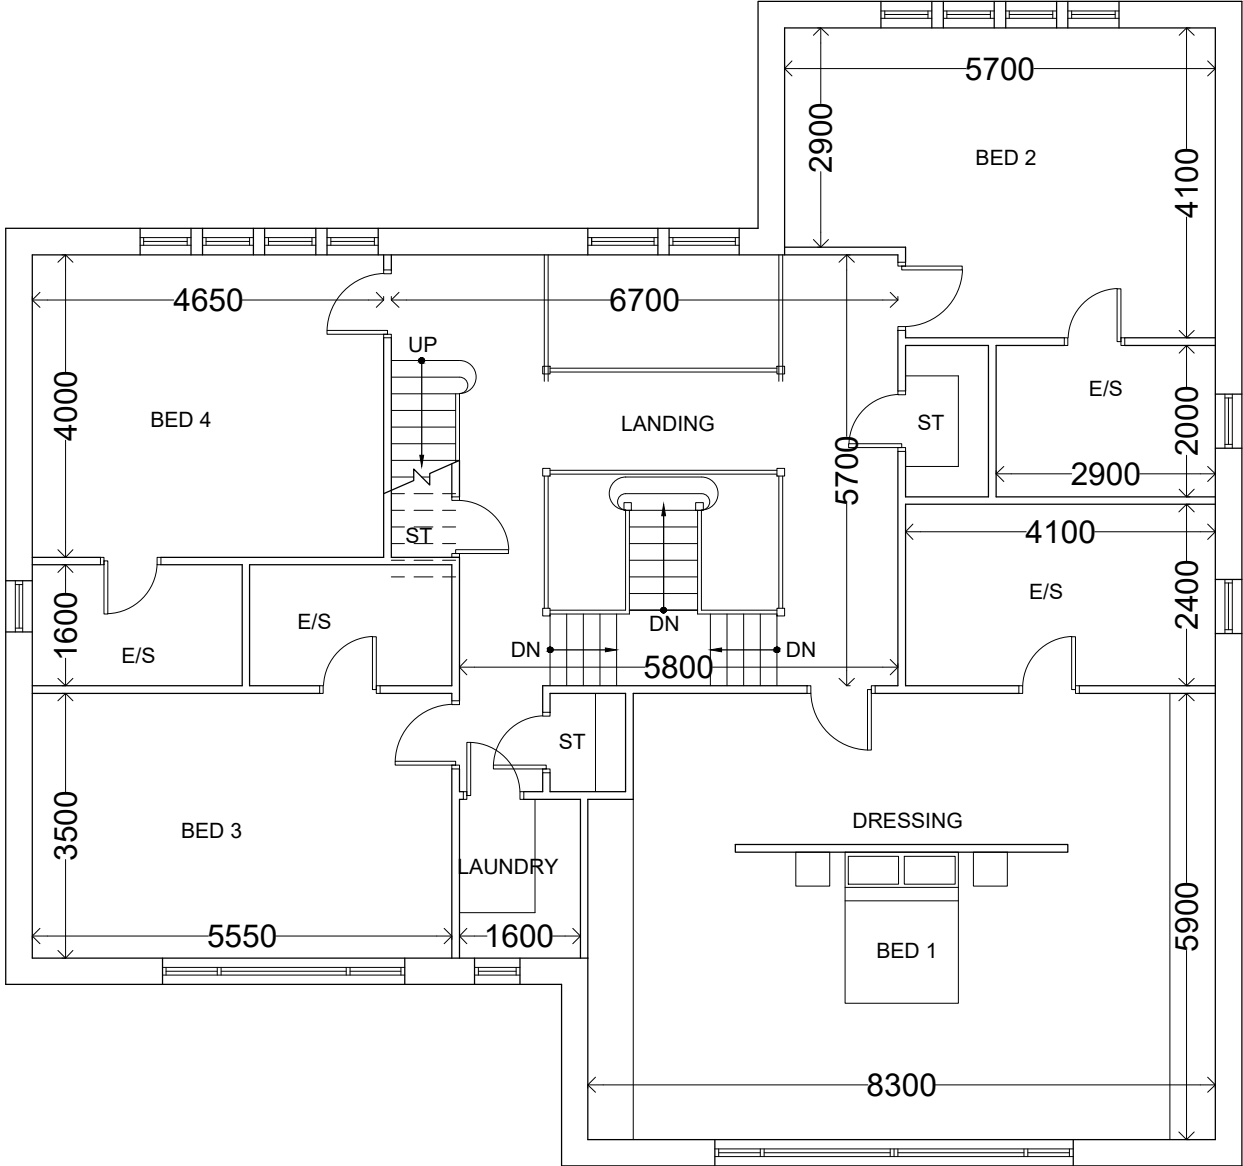 5700
2900
BED 2
4100
4650
6700
UP
4000
BED 4
LANDING
E/S
ST
2000
5700
2900
ST
4100
1600
E/S
E/S
E/S
2400
DN
DN
DN
5800
ST
3500
BED 3
DRESSING
LAUNDRY
5900
5550
1600
BED 1
8300